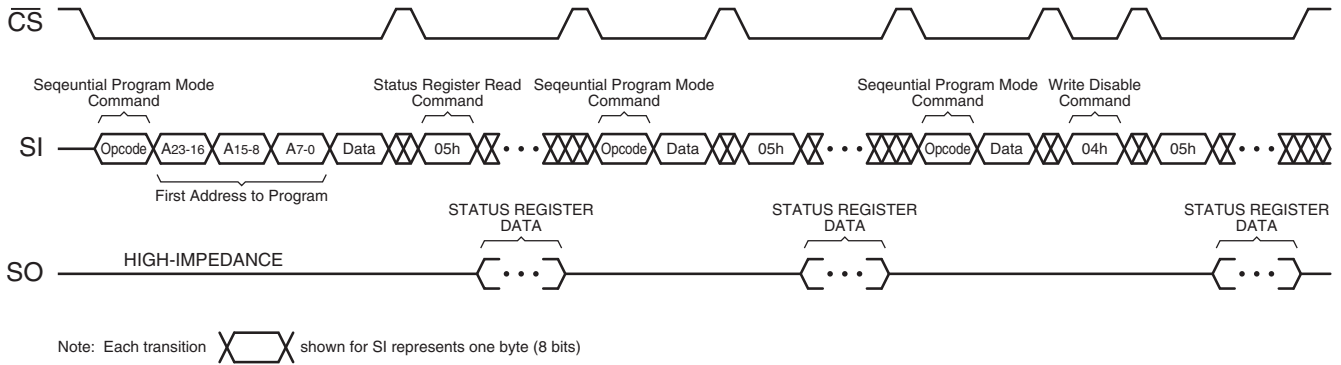 CS
Seqeuntial Program Mode
Command
Status Register Read
Command
Seqeuntial Program Mode
Command
Seqeuntial Program Mode
Command
Write Disable
Command
SI
Opcode
A23-16
A15-8
A7-0
Data
05h
Opcode
Data
05h
Opcode
Data
04h
05h
First Address to Program
STATUS REGISTER
DATA
STATUS REGISTER
DATA
STATUS REGISTER
DATA
SO
HIGH-IMPEDANCE
Note: Each transition shown for SI represents one byte (8 bits)